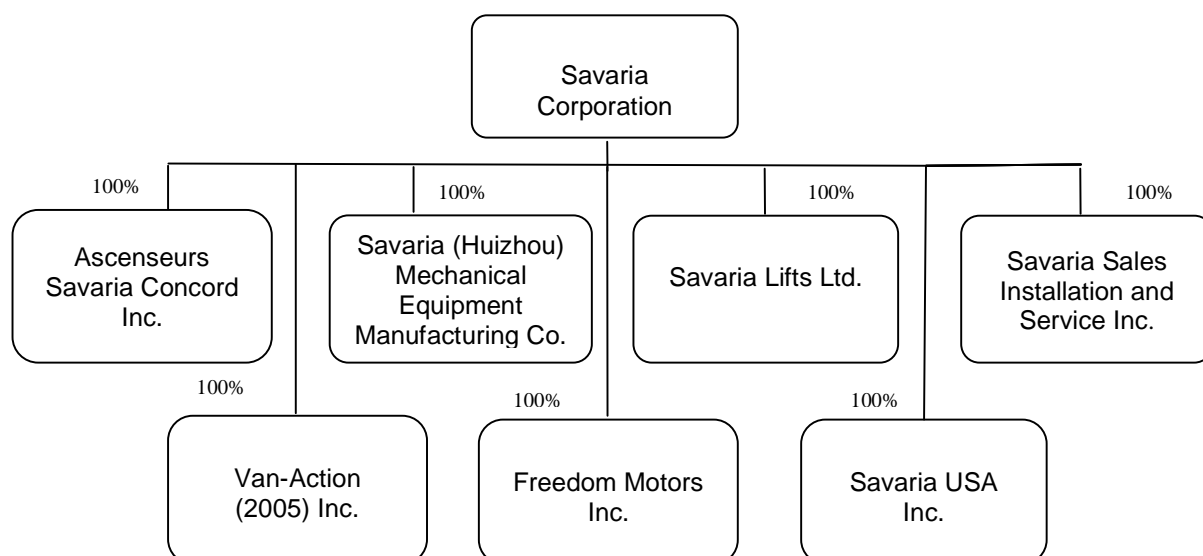 Savaria
Corporation
100%
100%
100%
100%
Ascenseurs
Savaria Concord
Inc.
Savaria (Huizhou)
Mechanical
Equipment
Manufacturing Co.
Savaria Lifts Ltd.
Savaria Sales
Installation and
Service Inc.
100%
100%
100%
Van-Action
(2005) Inc.
Freedom Motors
Inc.
Savaria USA
Inc.